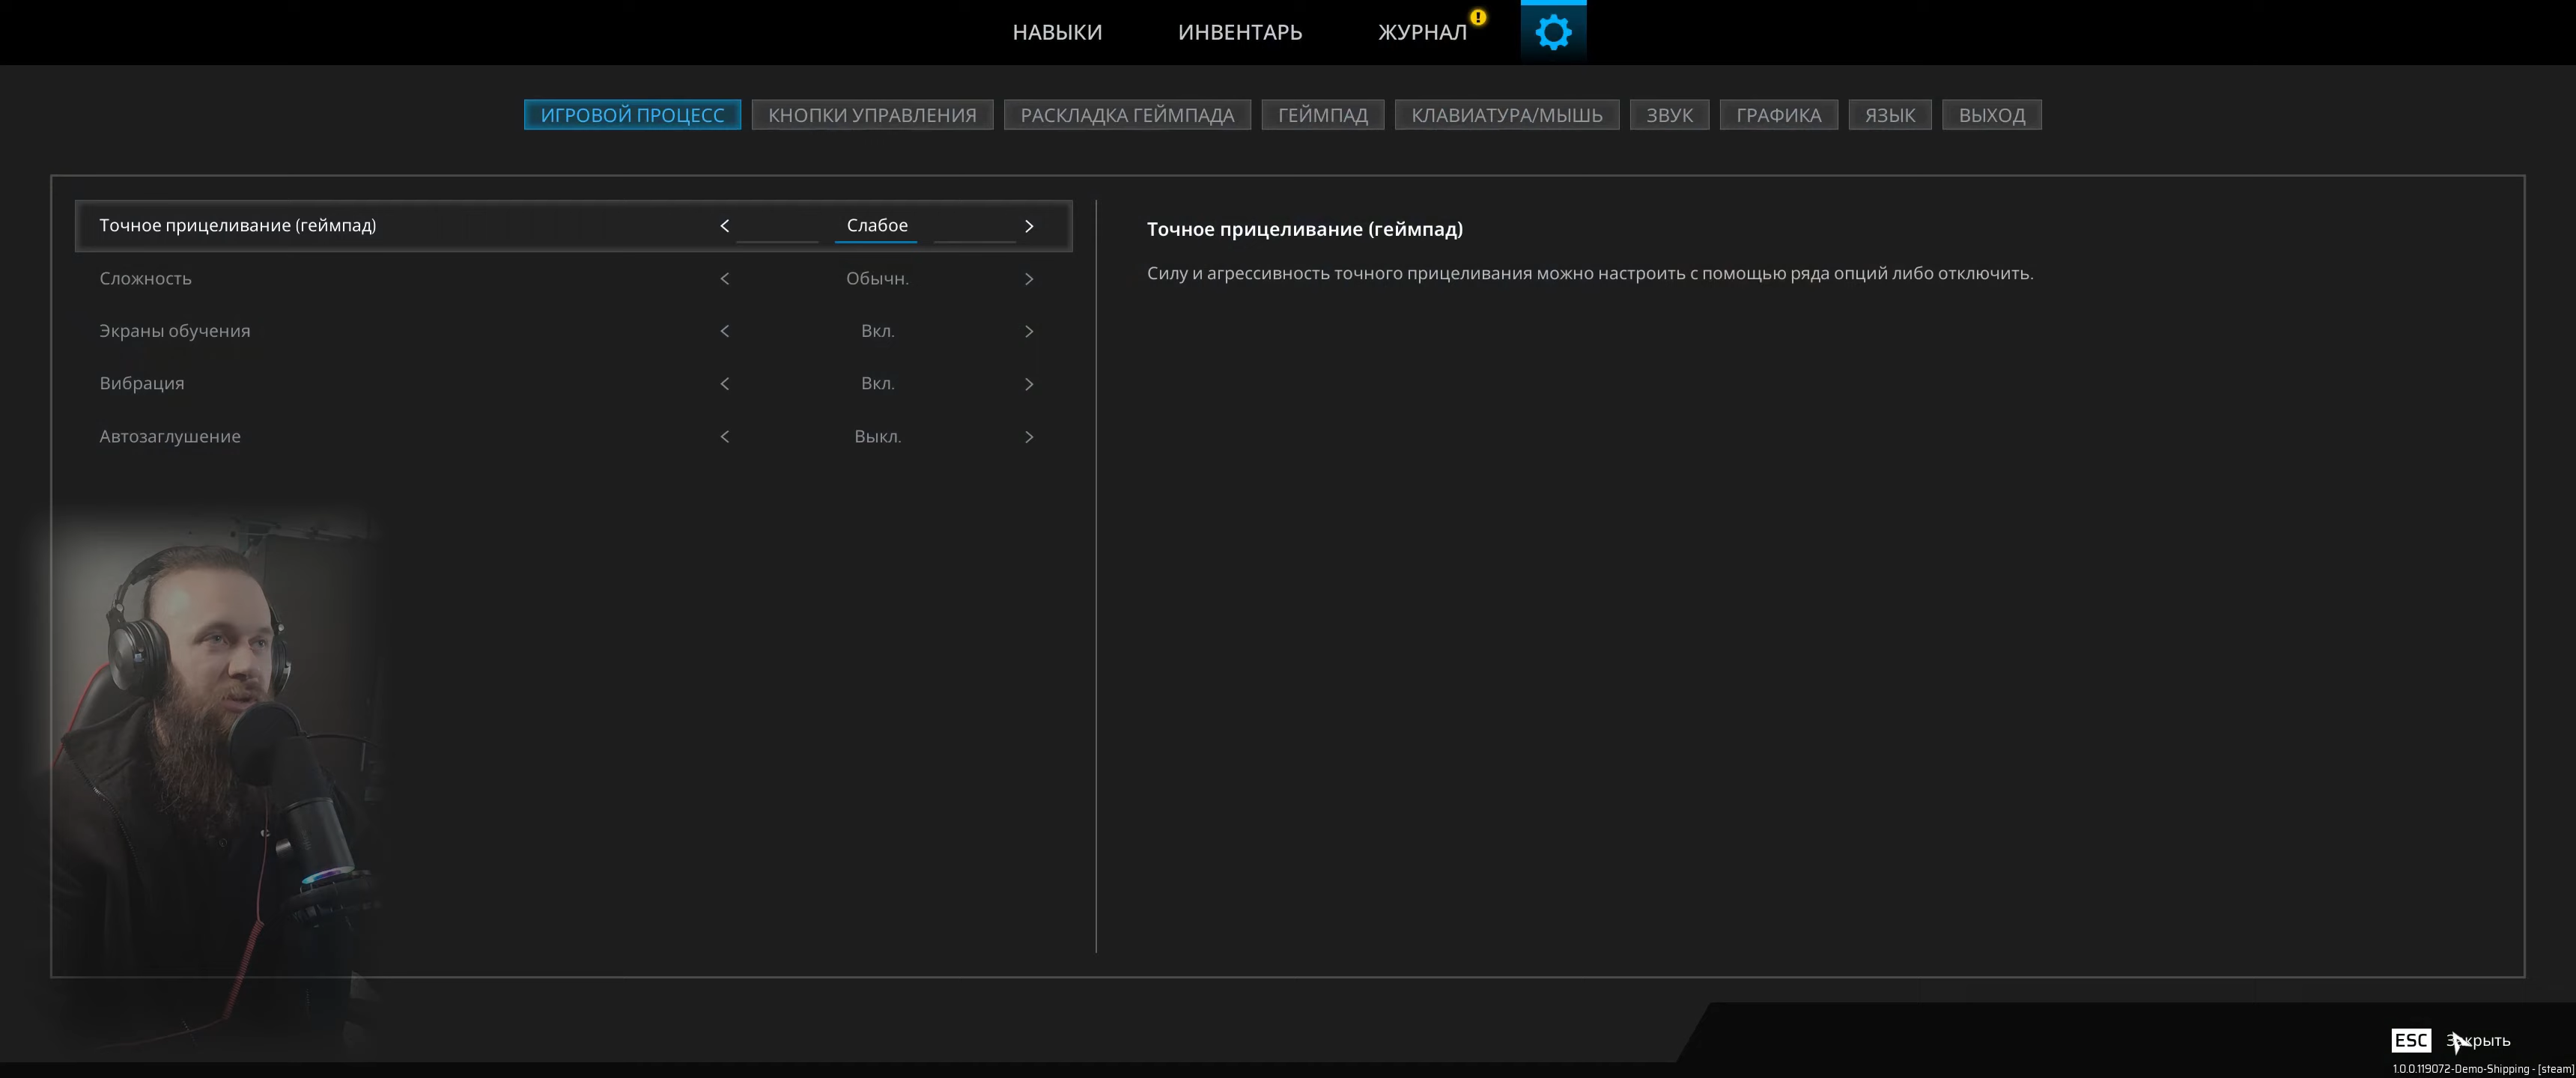 НАВЫКИ ИНВЕНТАРЬ ЖУРНАЛ !
ИГРОВОЙ ПРОЦЕСС КНОПКИ УПРАВЛЕНИЯ РАСКЛАДКА ГЕЙМПАДА ГЕЙМПАД КЛАВИАТУРА/МЫШЬ ЗВУК ГРАФИКА ЯЗЫК ВЫХОД
Точное прицеливание (геймпад) < Слабое >
Сложность < Обычн. >
Экраны обучения < Вкл. >
Вибрация < Вкл. >
Автозаглушение < Выкл. >
Точное прицеливание (геймпад)
Силу и агрессивность точного прицеливания можно настроить с помощью ряда опций либо отключить.
ESC Закрыть
1.0.0.119072-Demo-Shipping - [steam]